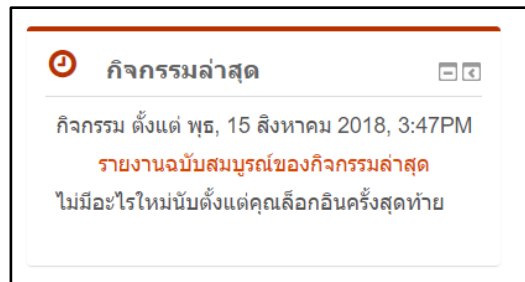 กิจกรรมล่าสุด
กิจกรรม ตั้งแต่ พุธ, 15 สิงหาคม 2018, 3:47PM
รายงานฉบับสมบูรณ์ของกิจกรรมล่าสุด
ไม่มีอะไรใหม่นับตั้งแต่คุณล็อกอินครั้งสุดท้าย